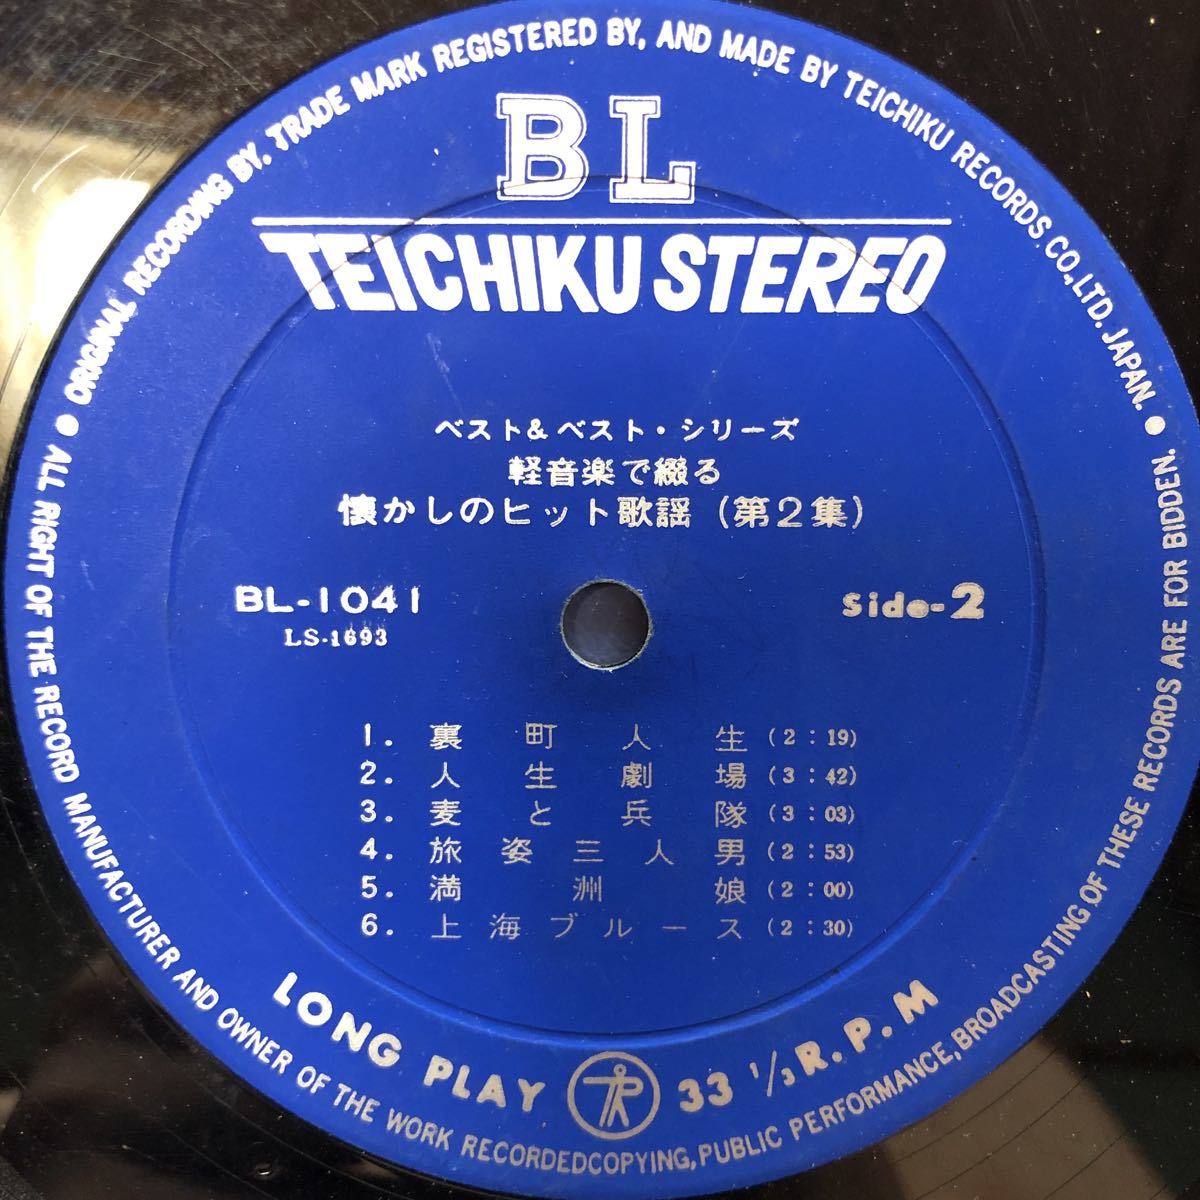 ORIGINAL RECORDING BY, TRADE MARK REGISTERED BY, AND MADE BY TEICHIKU RECORDS CO., LTD. JAPAN.
BL
TEICHIKU STEREO
ベスト&ベスト・シリーズ
軽音楽で綴る
懐かしのヒット歌謡(第2集)
BL-1041
LS-1693
Side-2
1. 裏町人生 (2:19)
2. 人生劇場 (3:42)
3. 麦と兵隊 (3:03)
4. 旅姿三人男 (2:53)
5. 満洲娘 (2:00)
6. 上海ブルース (2:30)
LONG PLAY 33 1/3 R.P.M
ALL RIGHT OF THE RECORD MANUFACTURER AND OWNER OF THE WORK RECORDEDCOPYING, PUBLIC PERFORMANCE, BROADCASTING OF THESE RECORDS ARE FOR BIDDEN.